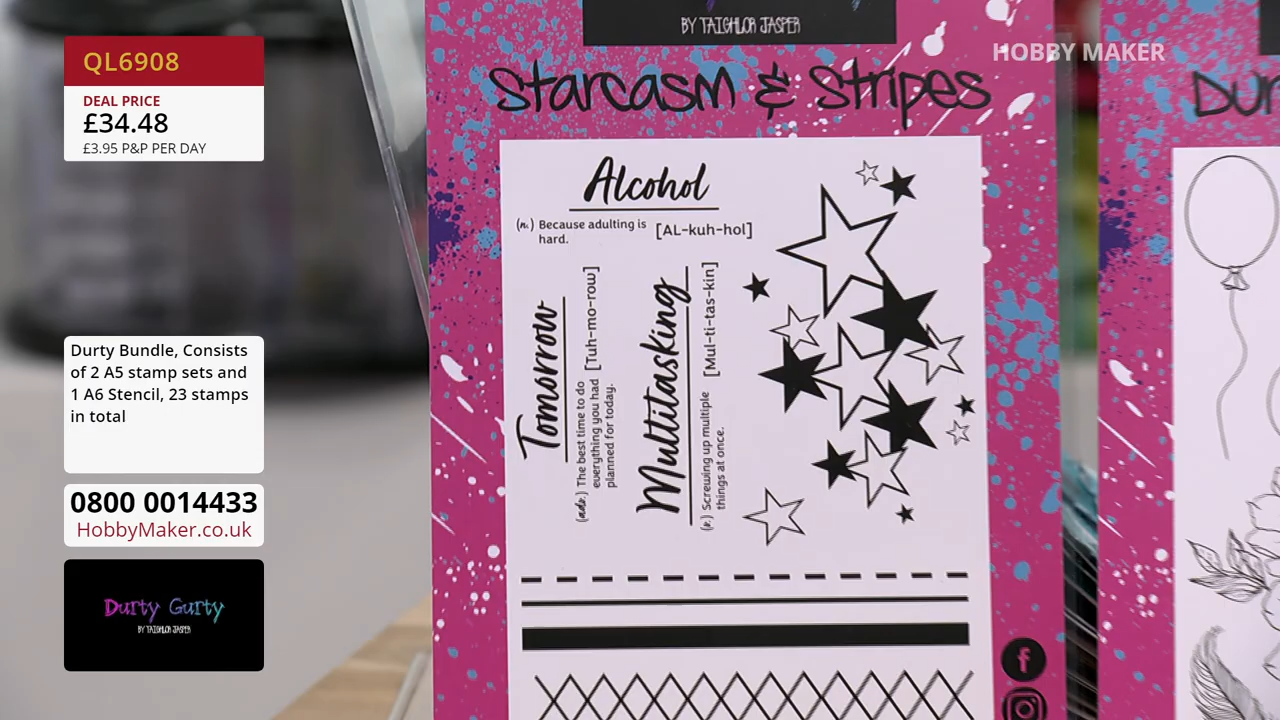 QL6908
DEAL PRICE
£34.48
£3.95 P&P PER DAY
Durty Bundle, Consists
of 2 A5 stamp sets and
1 A6 Stencil, 23 stamps
in total
0800 0014433
HobbyMaker.co.uk
Durty Gurty
BY TAIGHLOR JASPER
BY TAIGHLOR JASPER
HOBBY MAKER
Starcasm & Stripes
Dur
Alcohol
(n.) Because adulting is
hard.
[AL-kuh-hol]
Tomorrow
[Tuh-mo-row]
(adv.) The best time to do
everything you had
planned for today.
Multitasking
[Mul-ti-tas-kin]
(v.) Screwing up multiple
things at once.